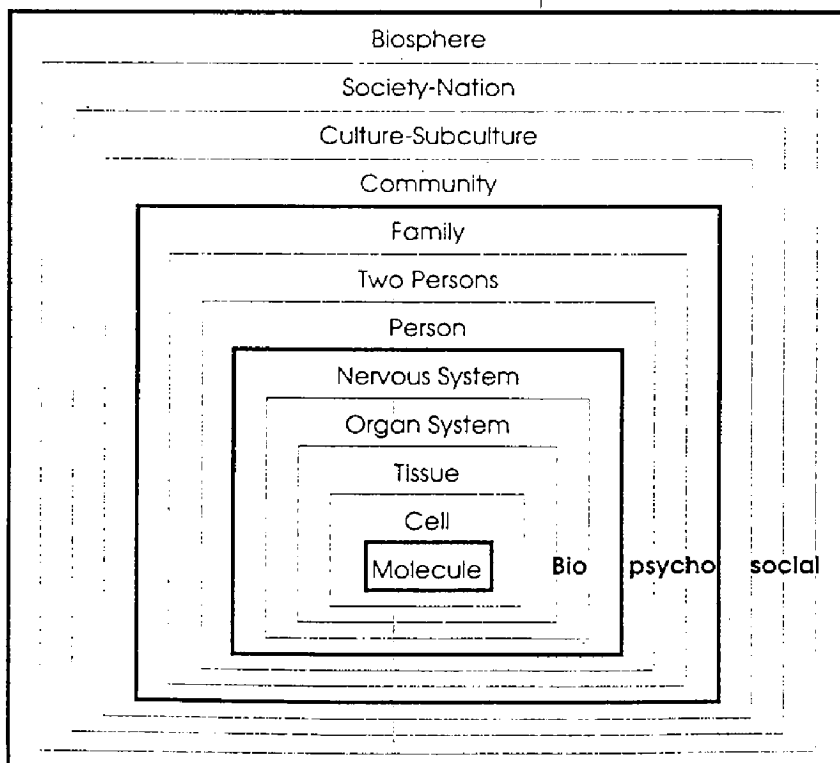 Biosphere
Society-Nation
Culture-Subculture
Community
Family
Two Persons
Person
Nervous System
Organ System
Tissue
Cell
Molecule Bio psycho social